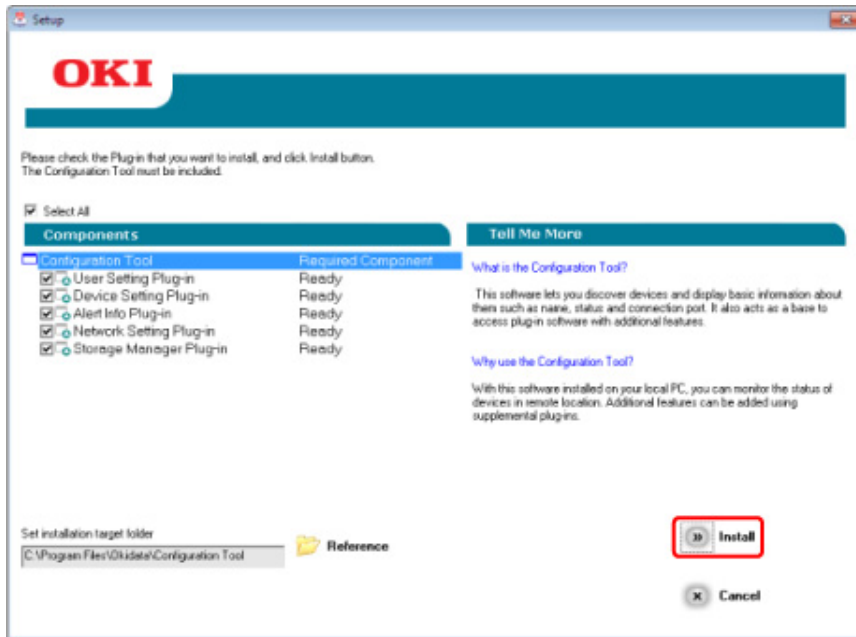 Setup
OKI
Please check the Plug-in that you want to install, and click Install button.
The Configuration Tool must be included.
Select All
Components
Configuration Tool Required Component
User Setting Plug-in Ready
Device Setting Plug-in Ready
Alert Info Plug-in Ready
Network Setting Plug-in Ready
Storage Manager Plug-in Ready
Tell Me More
What is the Configuration Tool?
This software lets you discover devices and display basic information about
them such as name, status and connection port. It also acts as a base to
access plug-in software with additional features.
Why use the Configuration Tool?
With this software installed on your local PC, you can monitor the status of
devices in remote location. Additional features can be added using
supplemental plug-ins.
Set installation target folder
C:\Program Files\Okidata\Configuration Tool
Reference
Install
Cancel